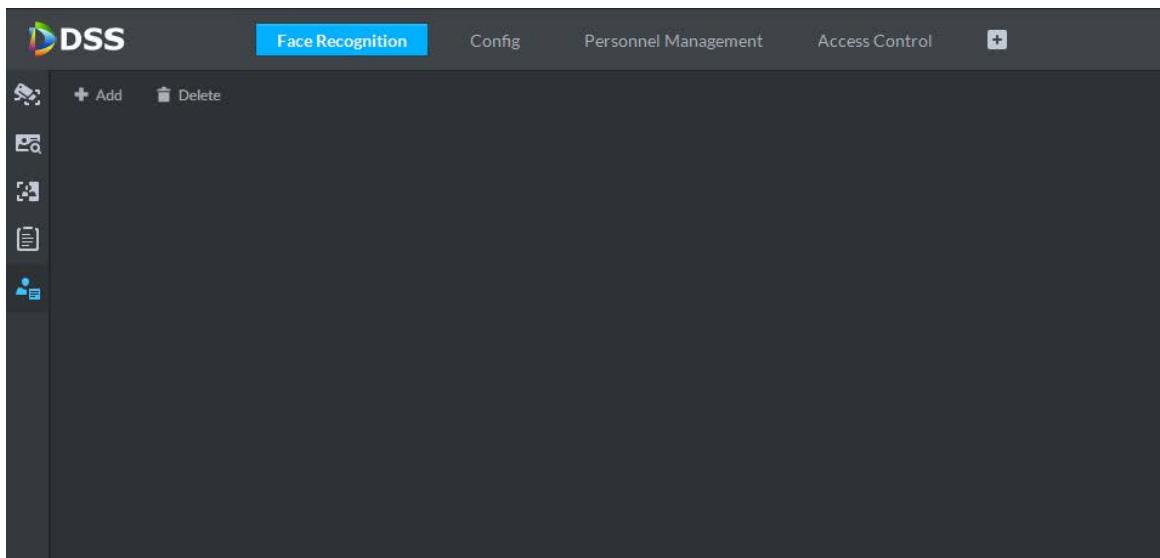 DSS Face Recognition Config Personnel Management Access Control
Add Delete